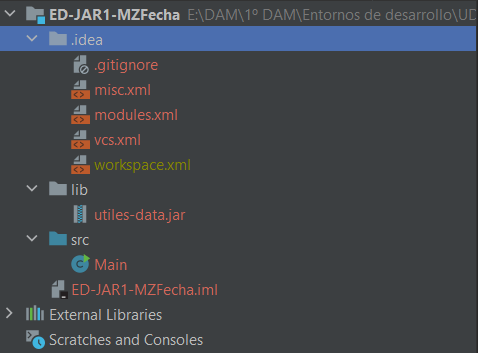 ED-JAR1-MZFecha E:\DAM\1º DAM\Entornos de desarrollo\UD
.idea
.gitignore
misc.xml
modules.xml
vcs.xml
workspace.xml
lib
utiles-data.jar
src
Main
ED-JAR1-MZFecha.iml
External Libraries
Scratches and Consoles